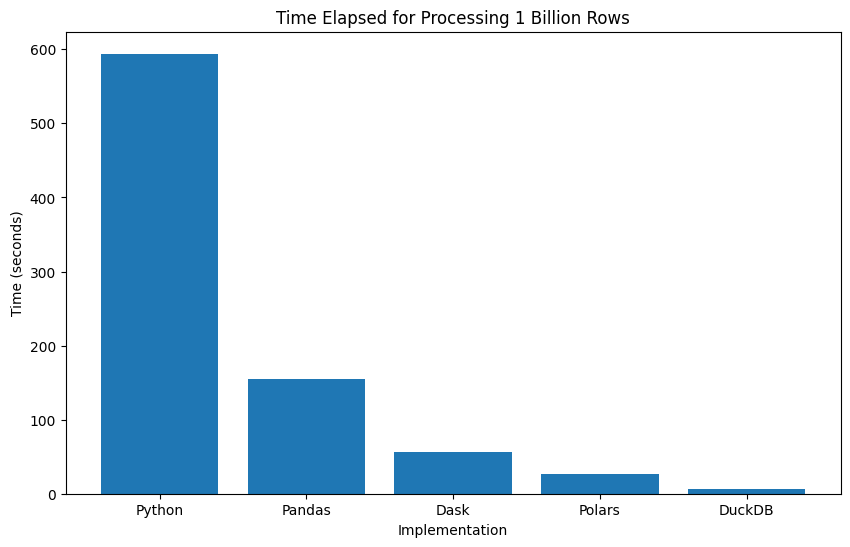 Time Elapsed for Processing 1 Billion Rows
Time (seconds)
600
500
400
300
200
100
0
Python Pandas Dask Polars DuckDB
Implementation